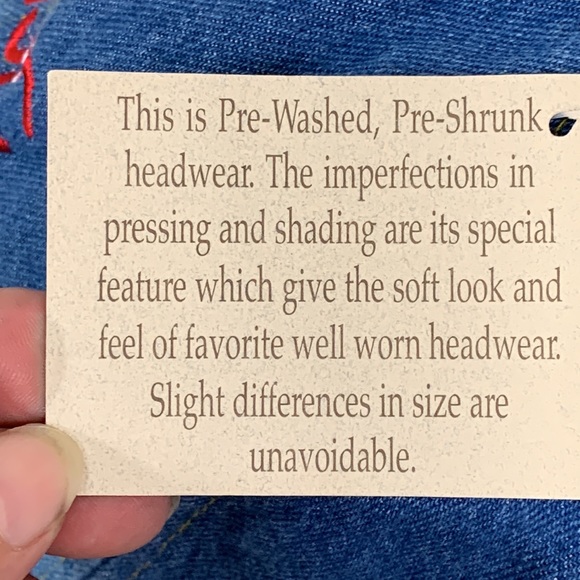 This is Pre-Washed, Pre-Shrunk
headwear. The imperfections in
pressing and shading are its special
feature which give the soft look and
feel of favorite well worn headwear.
Slight differences in size are
unavoidable.